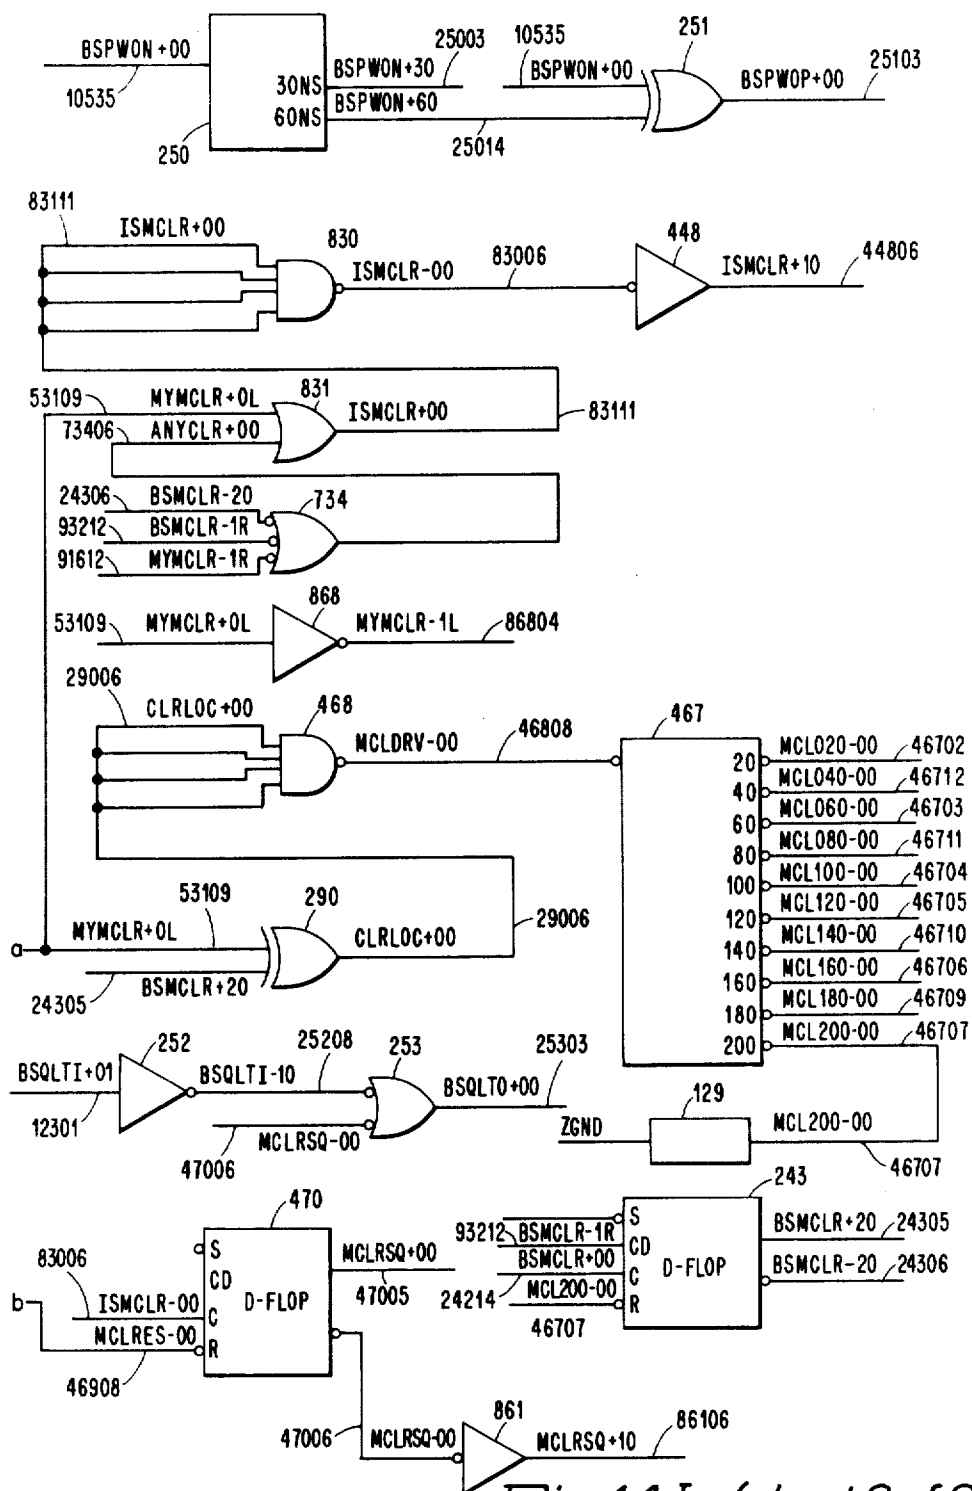 BSPWON+00
10535
30NS
60NS
250
BSPWON+30
25003
BSPWON+60
25014
10535
BSPWON+00
251
BSPWOP+00
25103
83111
ISMCLR+00
830
ISMCLR-00
83006
448
ISMCLR+10
44806
53109
MYMCLR+0L
831
73406
ANYCLR+00
ISMCLR+00
83111
24306
BSMCLR-20
734
93212
BSMCLR-1R
91612
MYMCLR-1R
53109
MYMCLR+0L
868
MYMCLR-1L
86804
29006
CLRLOC+00
468
MCLDRV-00
46808
467
20
MCL020-00
46702
40
MCL040-00
46712
60
MCL060-00
46703
80
MCL080-00
46711
100
MCL100-00
46704
120
MCL120-00
46705
140
MCL140-00
46710
160
MCL160-00
46706
180
MCL180-00
46709
200
MCL200-00
46707
a
MYMCLR+0L
53109
290
CLRLOC+00
29006
24305
BSMCLR+20
BSQLTI+01
12301
252
BSQLTI-10
25208
253
BSQLTO+00
25303
47006
MCLRSQ-00
ZGND
129
MCL200-00
46707
470
S
CD
D-FLOP
C
R
83006
ISMCLR-00
b
MCLRES-00
46908
MCLRSQ+00
47005
243
S
93212
BSMCLR-1R
CD
BSMCLR+00
24214
C
D-FLOP
MCL200-00
46707
R
BSMCLR+20
24305
BSMCLR-20
24306
47006
MCLRSQ-00
861
MCLRSQ+10
86106